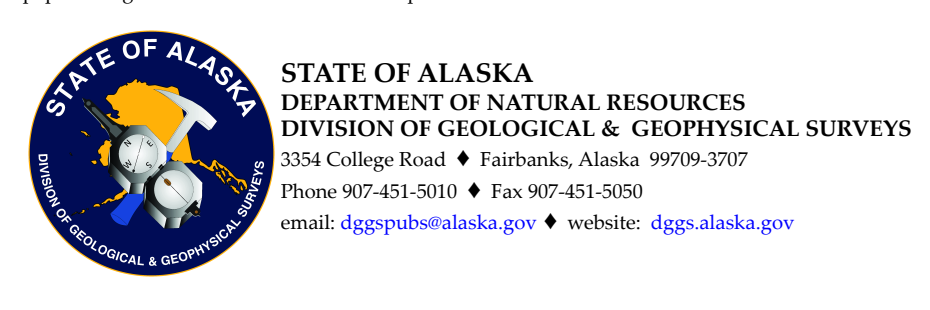 STATE OF ALASKA
DIVISION OF GEOLOGICAL & GEOPHYSICAL SURVEYS
N
E
W
S
STATE OF ALASKA
DEPARTMENT OF NATURAL RESOURCES
DIVISION OF GEOLOGICAL & GEOPHYSICAL SURVEYS
3354 College Road ♦ Fairbanks, Alaska 99709-3707
Phone 907-451-5010 ♦ Fax 907-451-5050
email: dggspubs@alaska.gov ♦ website: dggs.alaska.gov